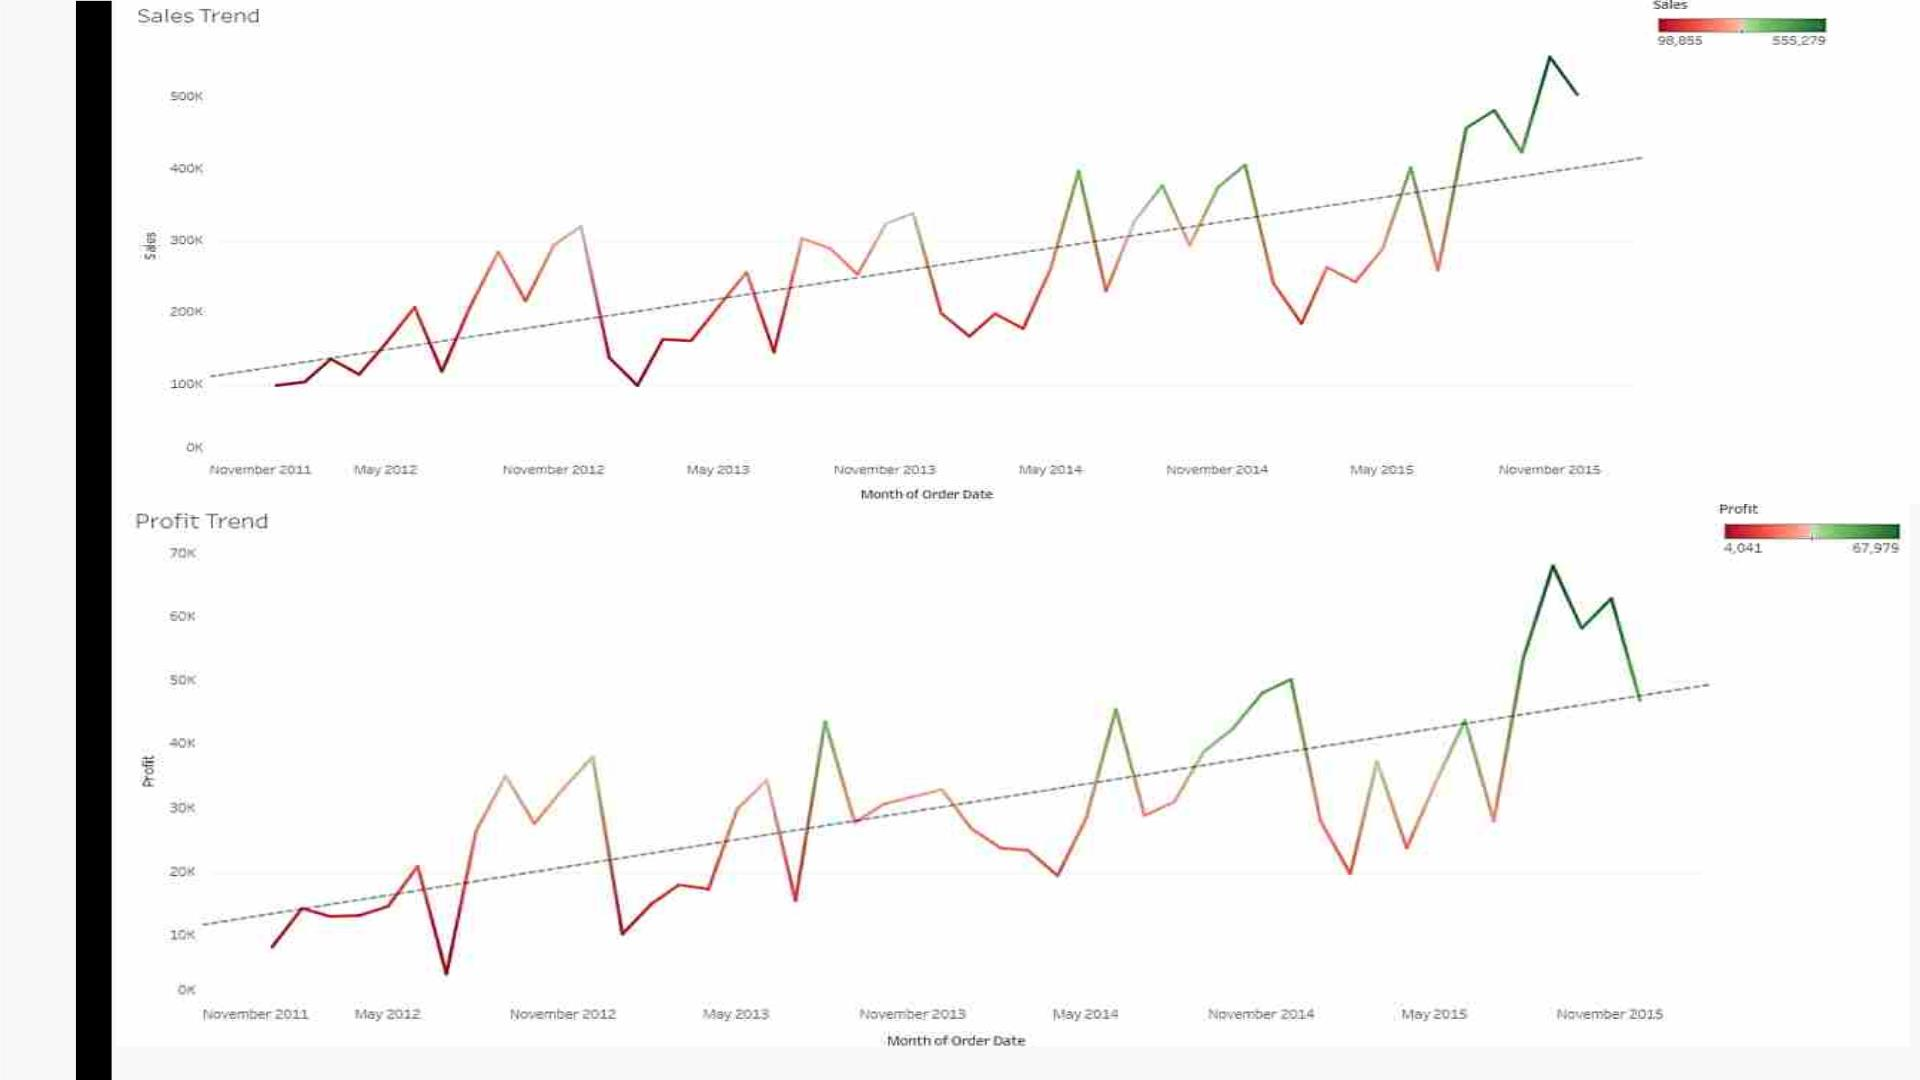 Sales Trend
Sales
98,855 555,279
500K
400K
300K
200K
100K
0K
Sales
November 2011 May 2012 November 2012 May 2013 November 2013 May 2014 November 2014 May 2015 November 2015
Month of Order Date
Profit Trend
Profit
4,041 67,979
70K
60K
50K
40K
30K
20K
10K
0K
Profit
November 2011 May 2012 November 2012 May 2013 November 2013 May 2014 November 2014 May 2015 November 2015
Month of Order Date